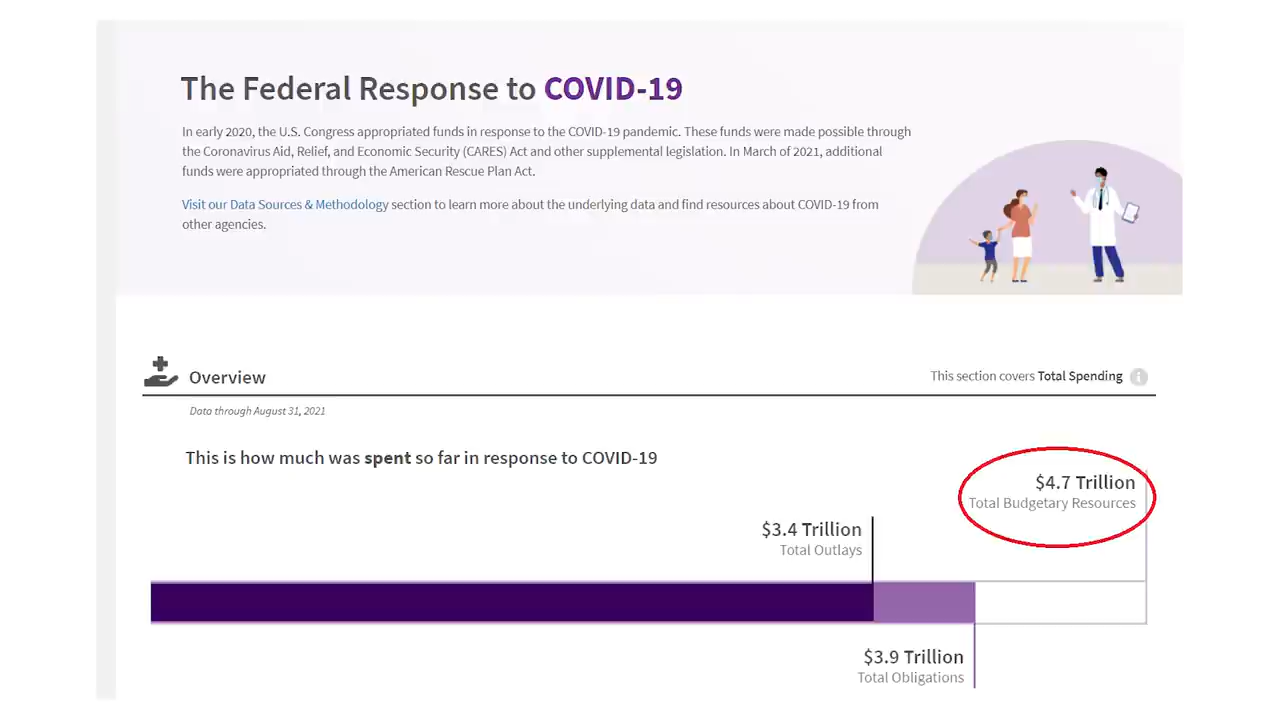 The Federal Response to COVID-19
In early 2020, the U.S. Congress appropriated funds in response to the COVID-19 pandemic. These funds were made possible through
the Coronavirus Aid, Relief, and Economic Security (CARES) Act and other supplemental legislation. In March of 2021, additional
funds were appropriated through the American Rescue Plan Act.
Visit our Data Sources & Methodology section to learn more about the underlying data and find resources about COVID-19 from
other agencies.
Overview
This section covers Total Spending
Data through August 31, 2021
This is how much was spent so far in response to COVID-19
$4.7 Trillion
Total Budgetary Resources
$3.4 Trillion
Total Outlays
$3.9 Trillion
Total Obligations